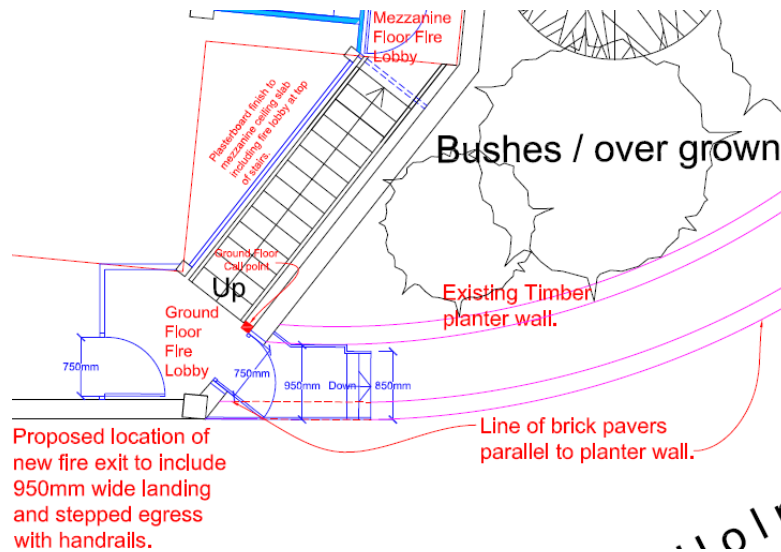 Mezzanine
Floor FIre
Lobby
Plasterboard finish to
mezzanine ceiling slab
including fire lobby at top
of stairs.
Bushes / over grown
Ground Floor
Call point
Up
Existing Timber
planter wall.
Ground
Floor
FIre
Lobby
750mm
750mm
950mm
Down
850mm
Line of brick pavers
parallel to planter wall.
Proposed location of
new fire exit to include
950mm wide landing
and stepped egress
with handrails.